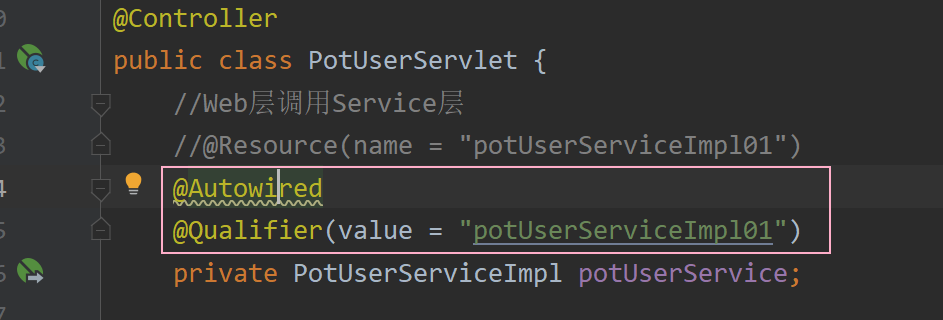 0 @Controller
1 public class PotUserServlet {
2 //Web层调用Service层
3 //@Resource(name = "potUserServiceImpl01")
4 @Autowired
5 @Qualifier(value = "potUserServiceImpl01")
private PotUserServiceImpl potUserService;